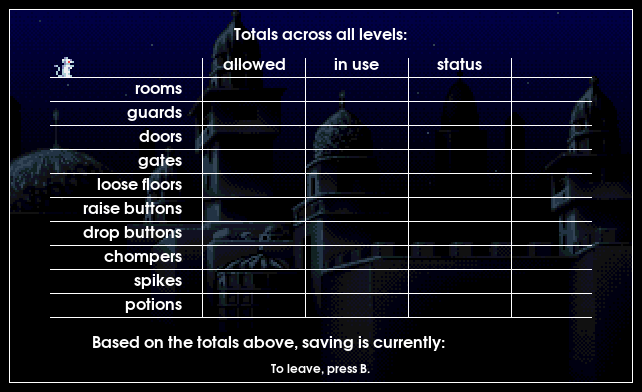 Totals across all levels:
allowed in use status
rooms
guards
doors
gates
loose floors
raise buttons
drop buttons
chompers
spikes
potions
Based on the totals above, saving is currently:
To leave, press B.